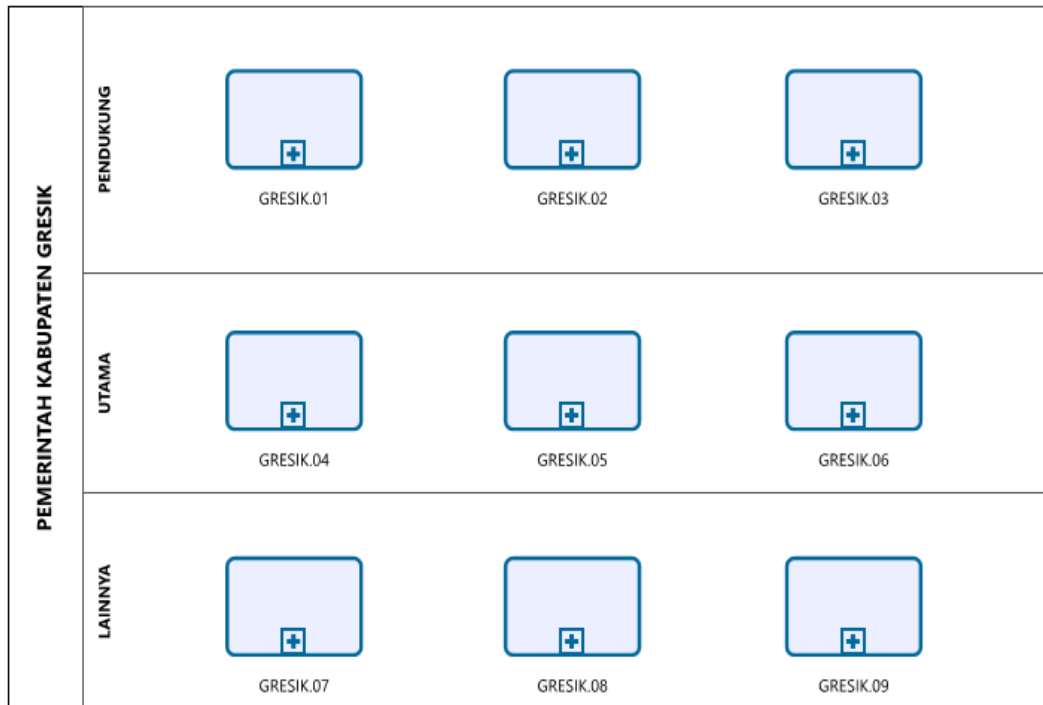 PEMERINTAH KABUPATEN GRESIK
PENDUKUNG
GRESIK.01
GRESIK.02
GRESIK.03
UTAMA
GRESIK.04
GRESIK.05
GRESIK.06
LAINNYA
GRESIK.07
GRESIK.08
GRESIK.09